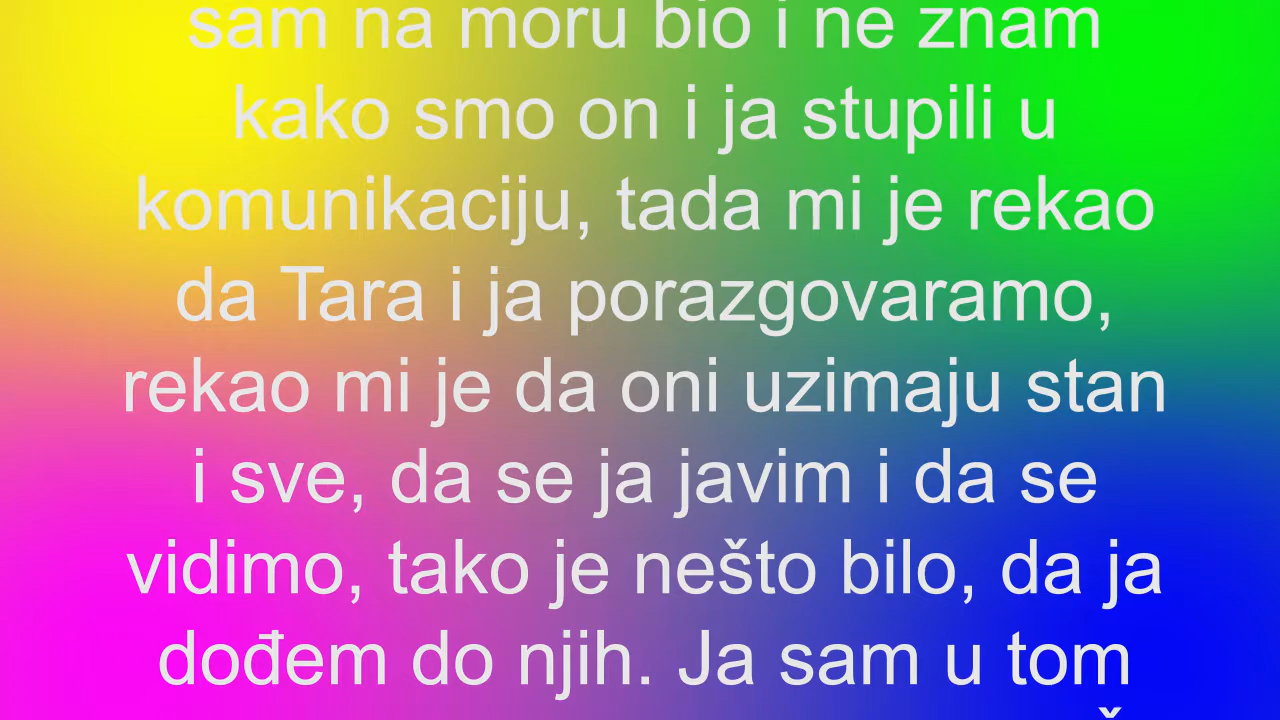 sam na moru bio i ne znam
kako smo on i ja stupili u
komunikaciju, tada mi je rekao
da Tara i ja porazgovaramo,
rekao mi je da oni uzimaju stan
i sve, da se ja javim i da se
vidimo, tako je nešto bilo, da ja
dođem do njih. Ja sam u tom